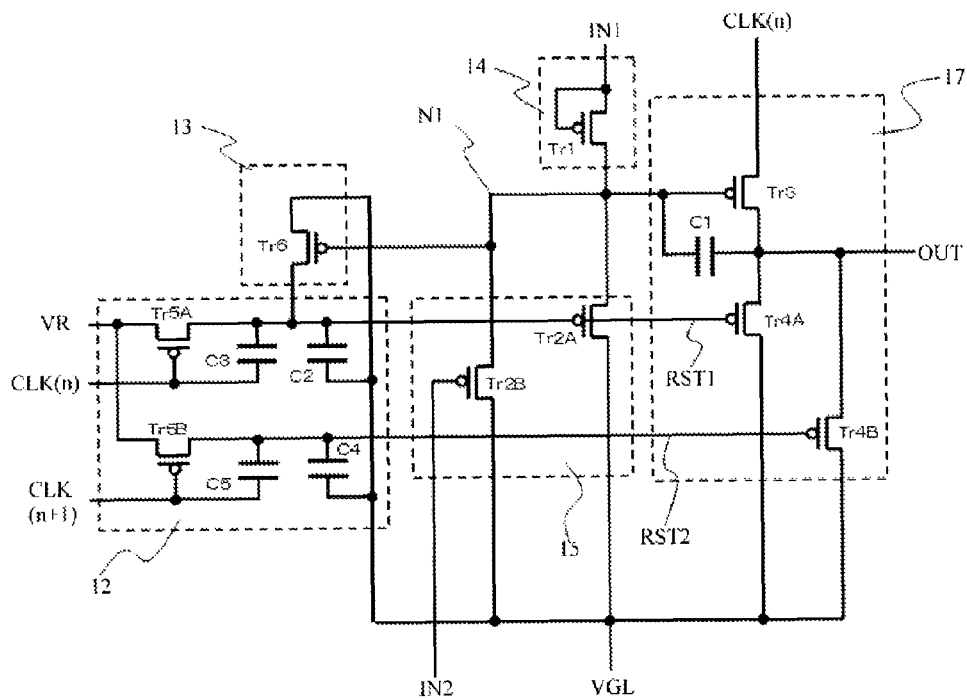 IN1
CLK(n)
14
17
N1
13
Tr1
Tr3
C1
Tr6
OUT
VR
Tr5A
Tr2A
Tr4A
C3
C2
RST1
CLK(n)
Tr2B
Tr5B
Tr4B
C4
C5
CLK
(n+1)
RST2
15
12
IN2
VGL